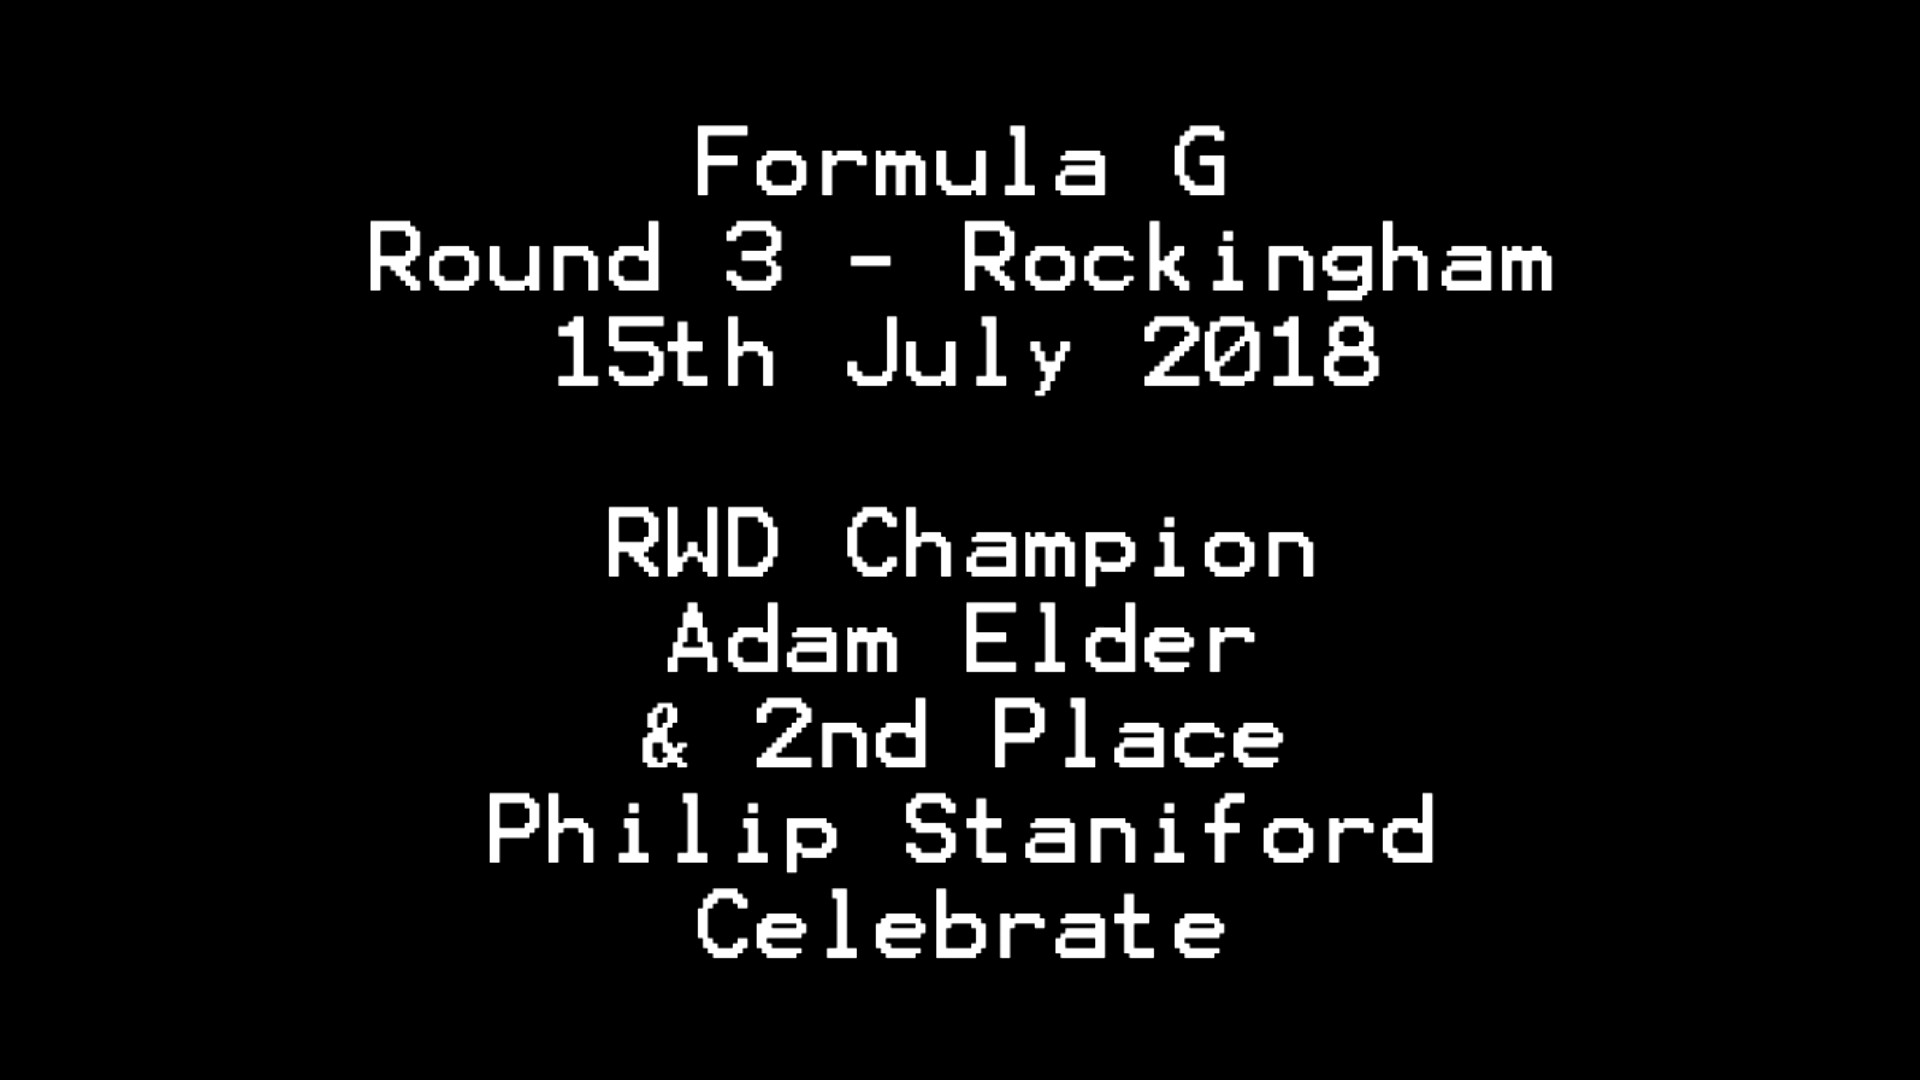 Formula G
Round 3 - Rockingham
15th July 2018
RWD Champion
Adam Elder
& 2nd Place
Philip Staniford
Celebrate